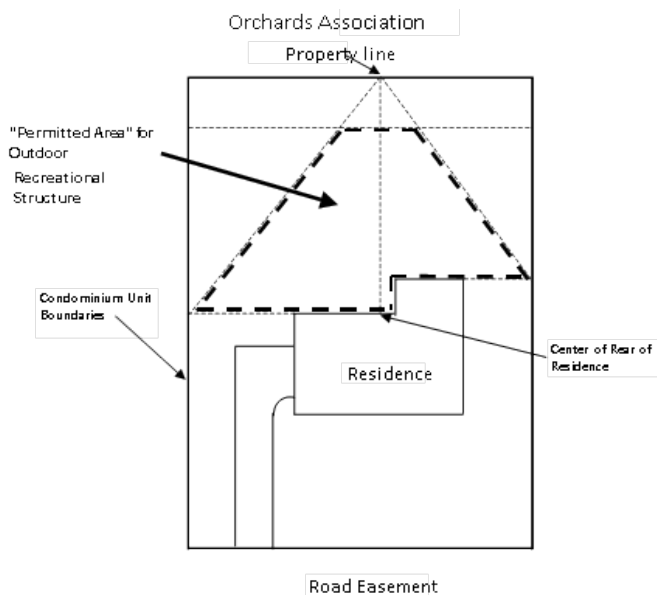 Orchards Association
Property line
"Permitted Area" for
Outdoor
Recreational
Structure
Condominium Unit
Boundaries
Center of Rear of
Residence
Residence
Road Easement